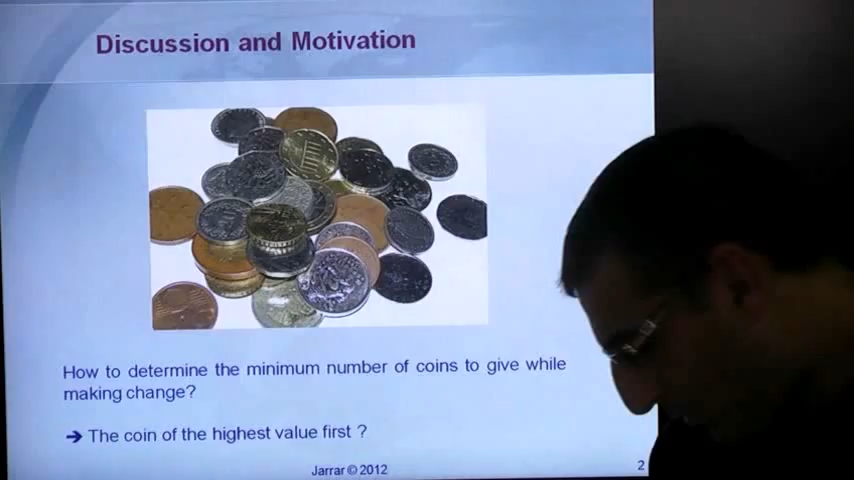 Discussion and Motivation
How to determine the minimum number of coins to give while
making change?
➔ The coin of the highest value first ?
Jarrar © 2012
2